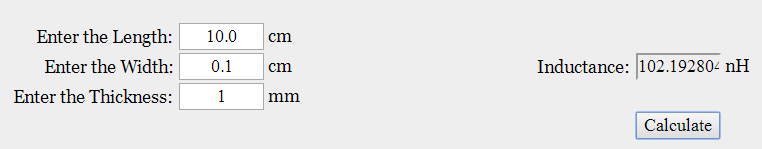 Enter the Length: 10.0 cm
Enter the Width: 0.1 cm
Inductance: 102.192804 nH
Enter the Thickness: 1 mm
Calculate